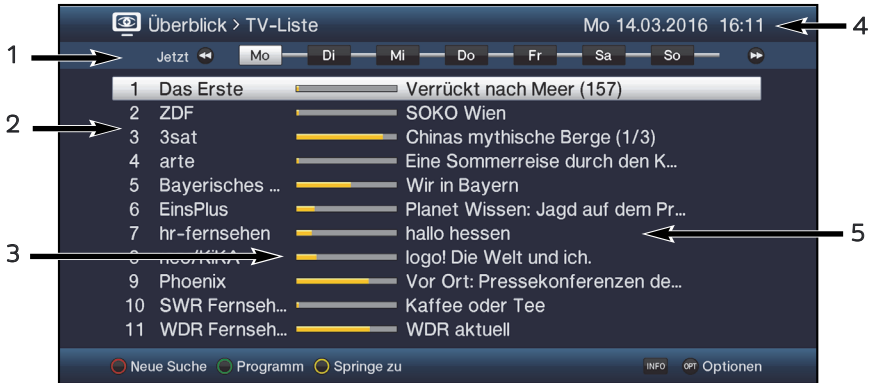 Überblick > TV-Liste Mo 14.03.2016 16:11 4
1 Jetzt Mo Di Mi Do Fr Sa So
1 Das Erste Verrückt nach Meer (157)
2 ZDF SOKO Wien
2
3 3sat Chinas mythische Berge (1/3)
4 arte Eine Sommerreise durch den K...
5 Bayerisches ... Wir in Bayern
6 EinsPlus Planet Wissen: Jagd auf dem Pr...
7 hr-fernsehen hallo hessen 5
3 8 neo/KiKA logo! Die Welt und ich.
9 Phoenix Vor Ort: Pressekonferenzen de...
10 SWR Fernseh... Kaffee oder Tee
11 WDR Fernseh... WDR aktuell
Neue Suche Programm Springe zu INFO OPT Optionen